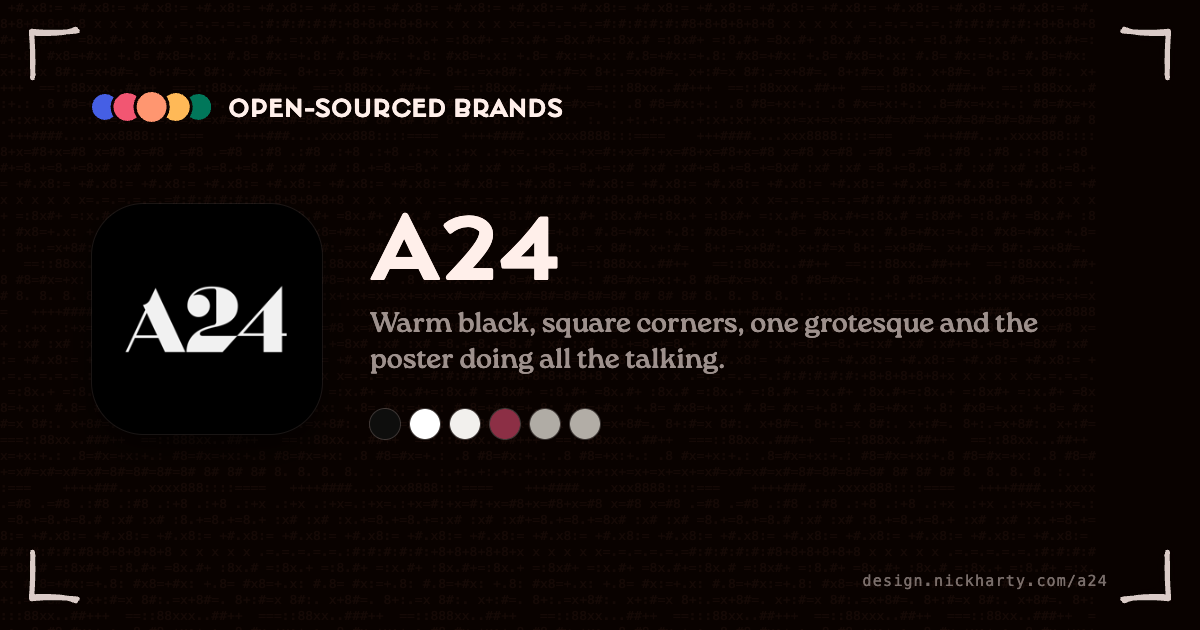 OPEN-SOURCED BRANDS
A24
A24
Warm black, square corners, one grotesque and the
poster doing all the talking.
design.nickharty.com/a24